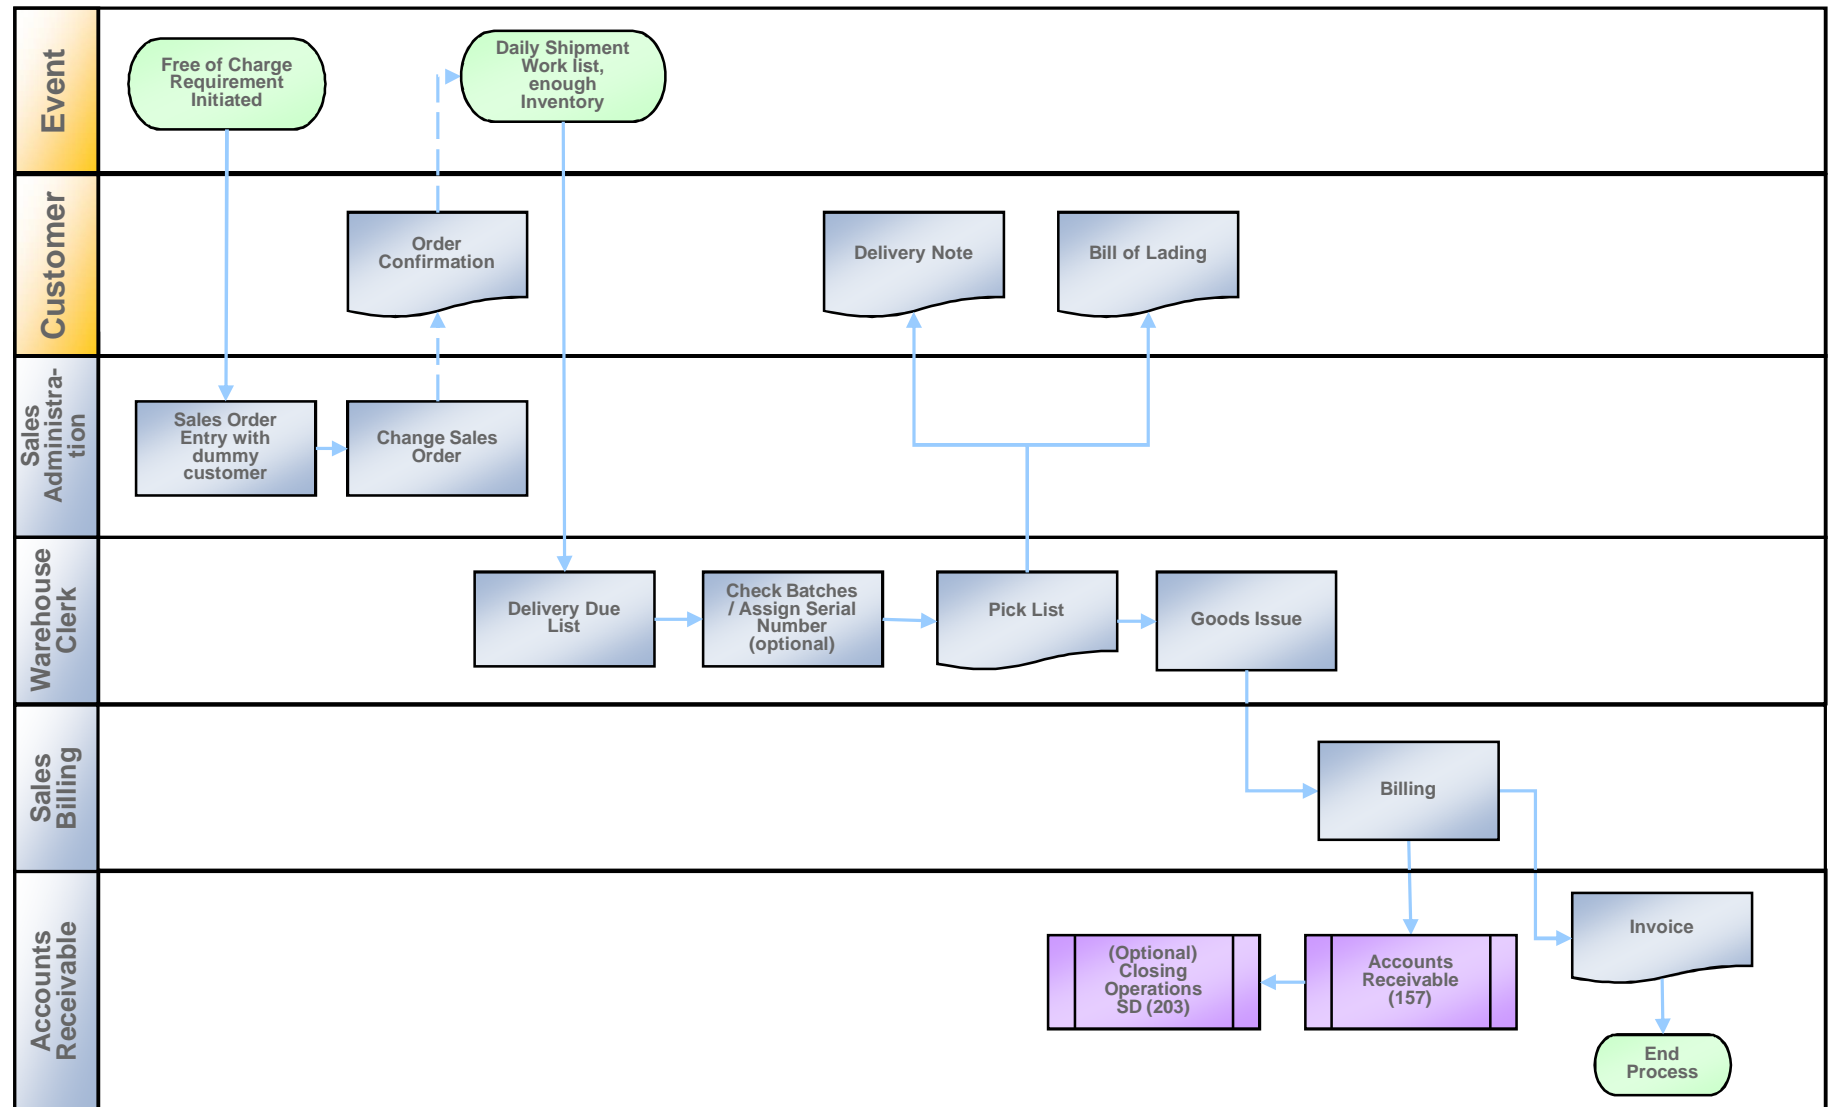 Event
Free of Charge
Requirement
Initiated
Daily Shipment
Work list,
enough
Inventory
Customer
Order
Confirmation
Delivery Note
Bill of Lading
Sales
Administra-
tion
Sales Order
Entry with
dummy
customer
Change Sales
Order
Warehouse
Clerk
Delivery Due
List
Check Batches
/ Assign Serial
Number
(optional)
Pick List
Goods Issue
Sales
Billing
Billing
Accounts
Receivable
(Optional)
Closing
Operations
SD (203)
Accounts
Receivable
(157)
Invoice
End
Process